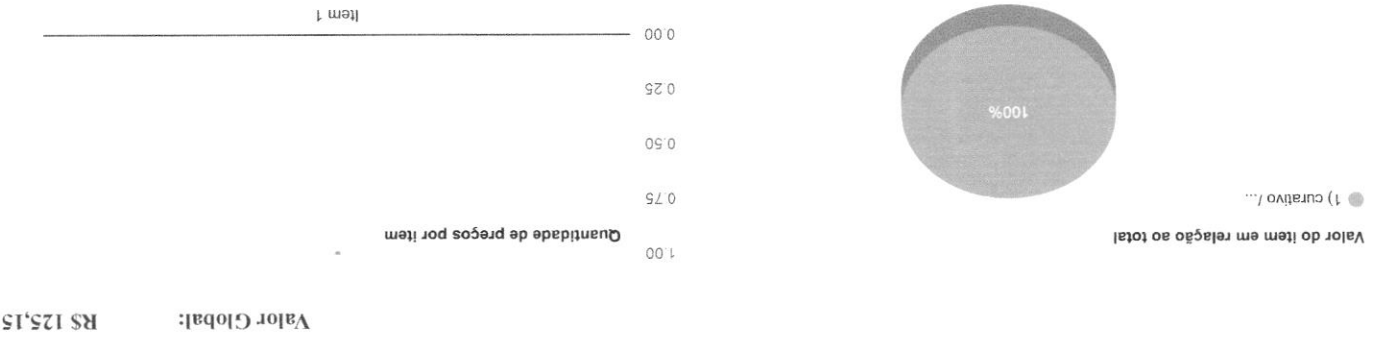 Valor Global: R$ 125,15
Valor do item em relação ao total
1) curativo /...
100%
Quantidade de preços por item
1.00
0.75
0.50
0.25
0.00
Item 1